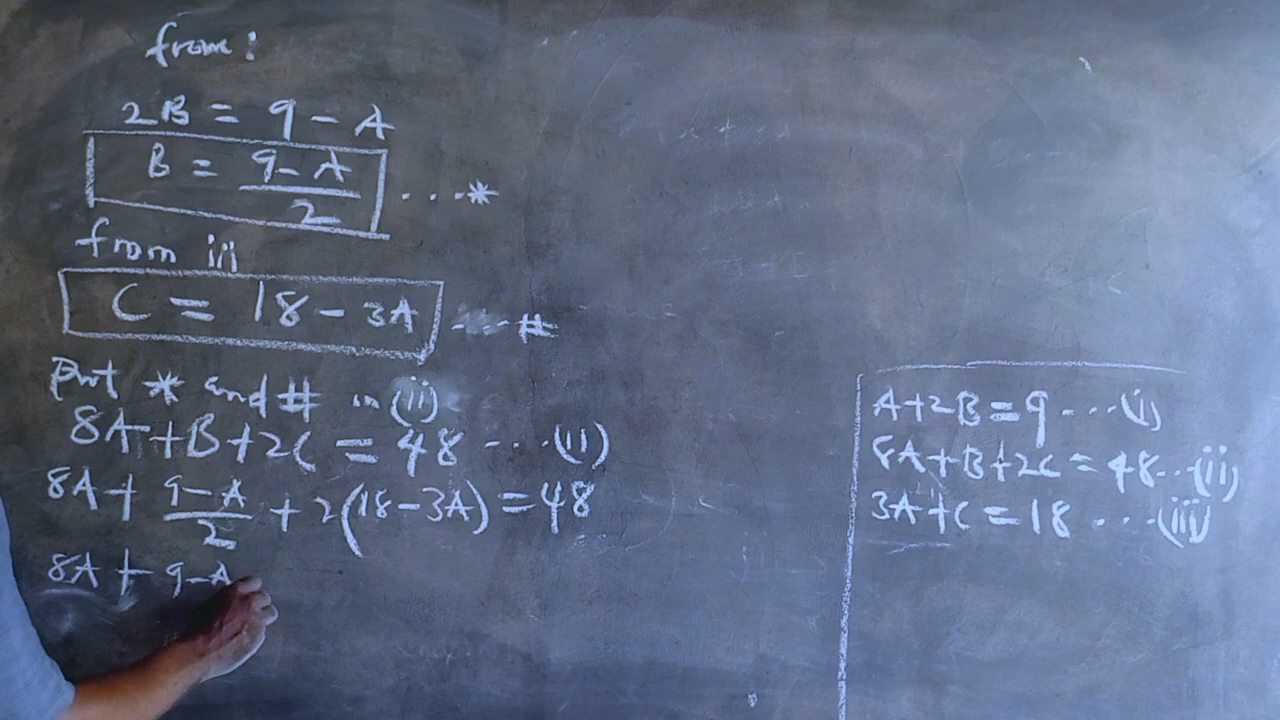 from:
2B = 9 - A
B = (9 - A)/2 ...*
from iii
C = 18 - 3A ...#
Put * and # in (ii)
8A + B + 2C = 48 ...(ii)
8A + (9 - A)/2 + 2(18 - 3A) = 48
8A + 9 - A
A + 2B = 9 ...(i)
8A + B + 2C = 48 ...(ii)
3A + C = 18 ...(iii)